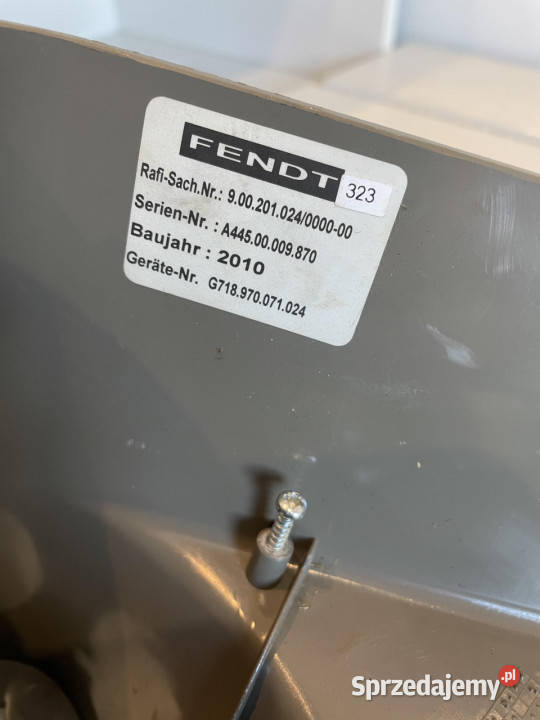 FENDT
323
Rafi-Sach.Nr.: 9.00.201.024/0000-00
Serien-Nr. : A445.00.009.870
Baujahr : 2010
Geräte-Nr. G718.970.071.024
Sprzedajemy.pl